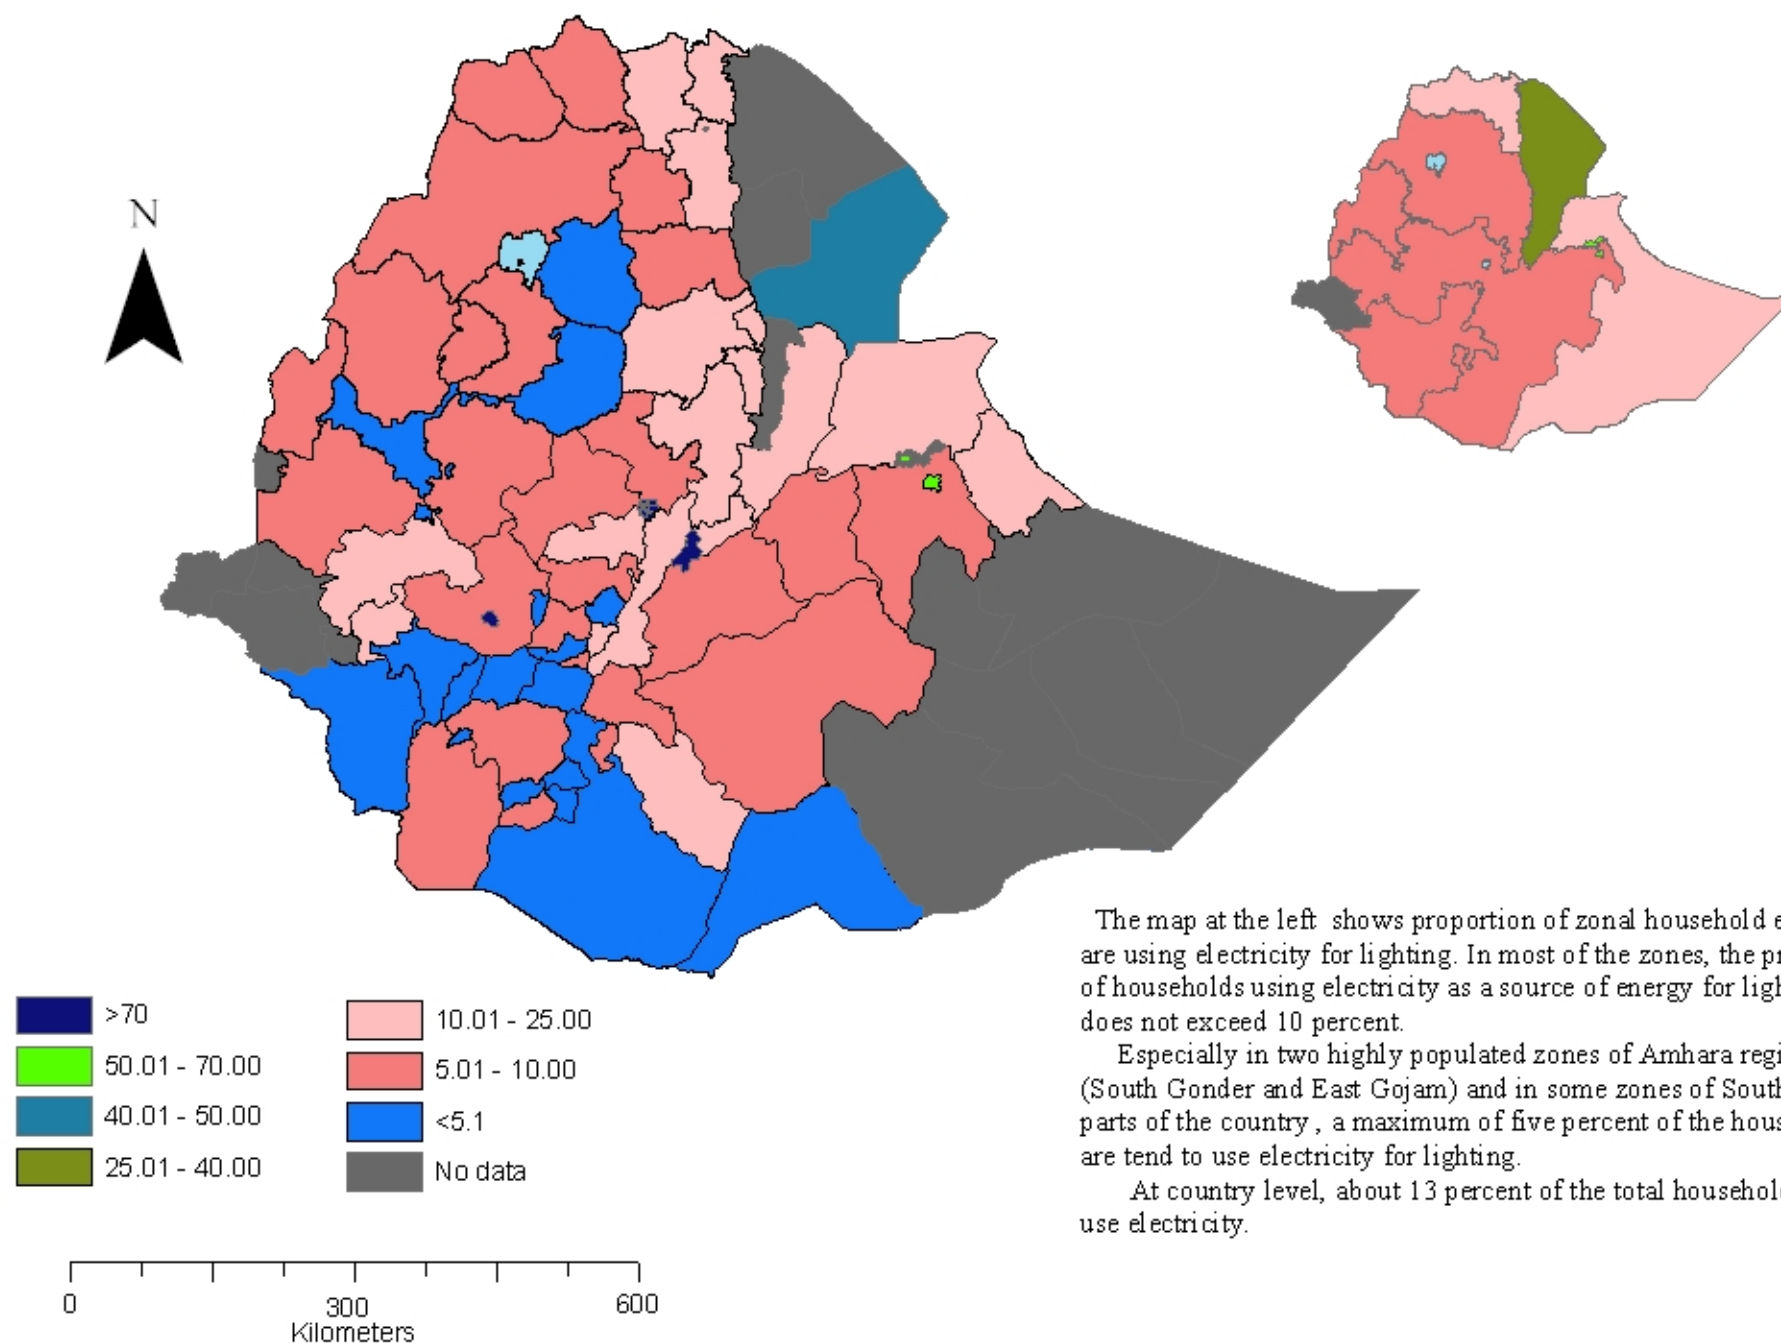 N
>70
50.01 - 70.00
40.01 - 50.00
25.01 - 40.00
10.01 - 25.00
5.01 - 10.00
<5.1
No data
0
300
600
Kilometers
The map at the left shows proportion of zonal household
are using electricity for lighting. In most of the zones, the
of households using electricity as a source of energy for
does not exceed 10 percent.
Especially in two highly populated zones of Amhara
(South Gonder and East Gojam) and in some zones of
parts of the country , a maximum of five percent of the
are tend to use electricity for lighting.
At country level, about 13 percent of the total
use electricity.